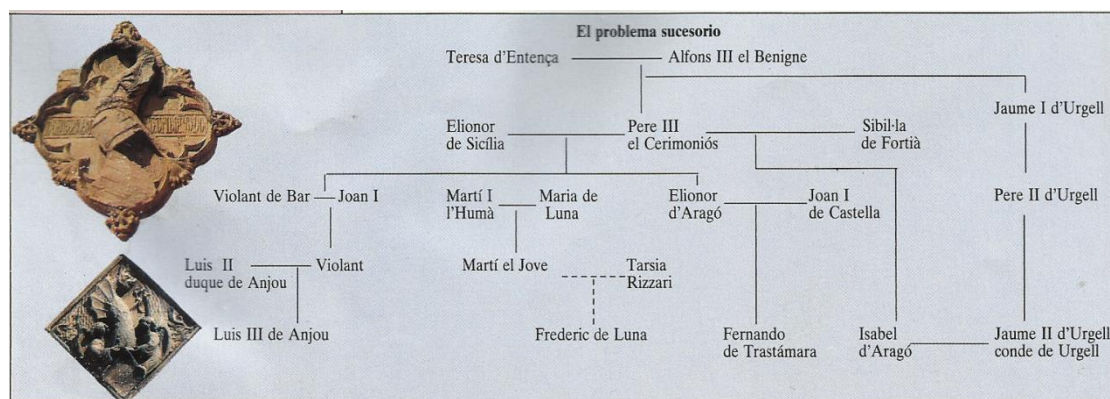 El problema sucesorio
Teresa d'Entença
Alfons III el Benigne
Jaume I d'Urgell
Elionor
de Sicília
Pere III
el Cerimoniós
Sibil·la
de Fortià
Violant de Bar
Joan I
Martí I
l'Humà
Maria de
Luna
Elionor
d'Aragó
Joan I
de Castella
Pere II d'Urgell
Luis II
duque de Anjou
Violant
Martí el Jove
Tarsia
Rizzari
Luis III de Anjou
Frederic de Luna
Fernando
de Trastámara
Isabel
d'Aragó
Jaume II d'Urgell
conde de Urgell